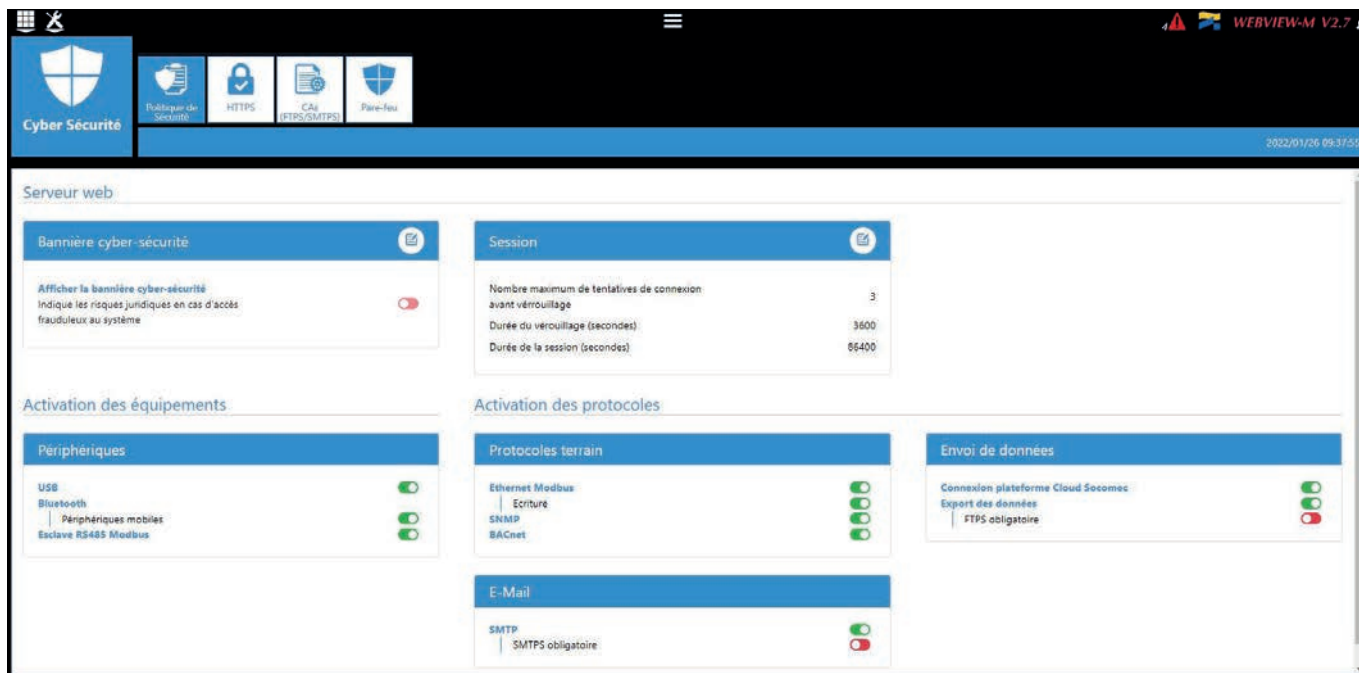 4
WEBVIEW-M V2.7
Cyber Sécurité
Politique de
Sécurité
HTTPS
CAs
(FTPS/SMTPS)
Pare-feu
2022/01/26 09:37:55
Serveur web
Bannière cyber-sécurité
Afficher la bannière cyber-sécurité
Indique les risques juridiques en cas d'accès
frauduleux au système
Session
Nombre maximum de tentatives de connexion
avant vérrouillage
3
Durée du vérouillage (secondes)
3600
Durée de la session (secondes)
86400
Activation des équipements
Périphériques
USB
Bluetooth
Périphériques mobiles
Esclave RS485 Modbus
Activation des protocoles
Protocoles terrain
Ethernet Modbus
Ecriture
SNMP
BACnet
Envoi de données
Connexion plateforme Cloud Socomec
Export des données
FTPS obligatoire
E-Mail
SMTP
SMTPS obligatoire